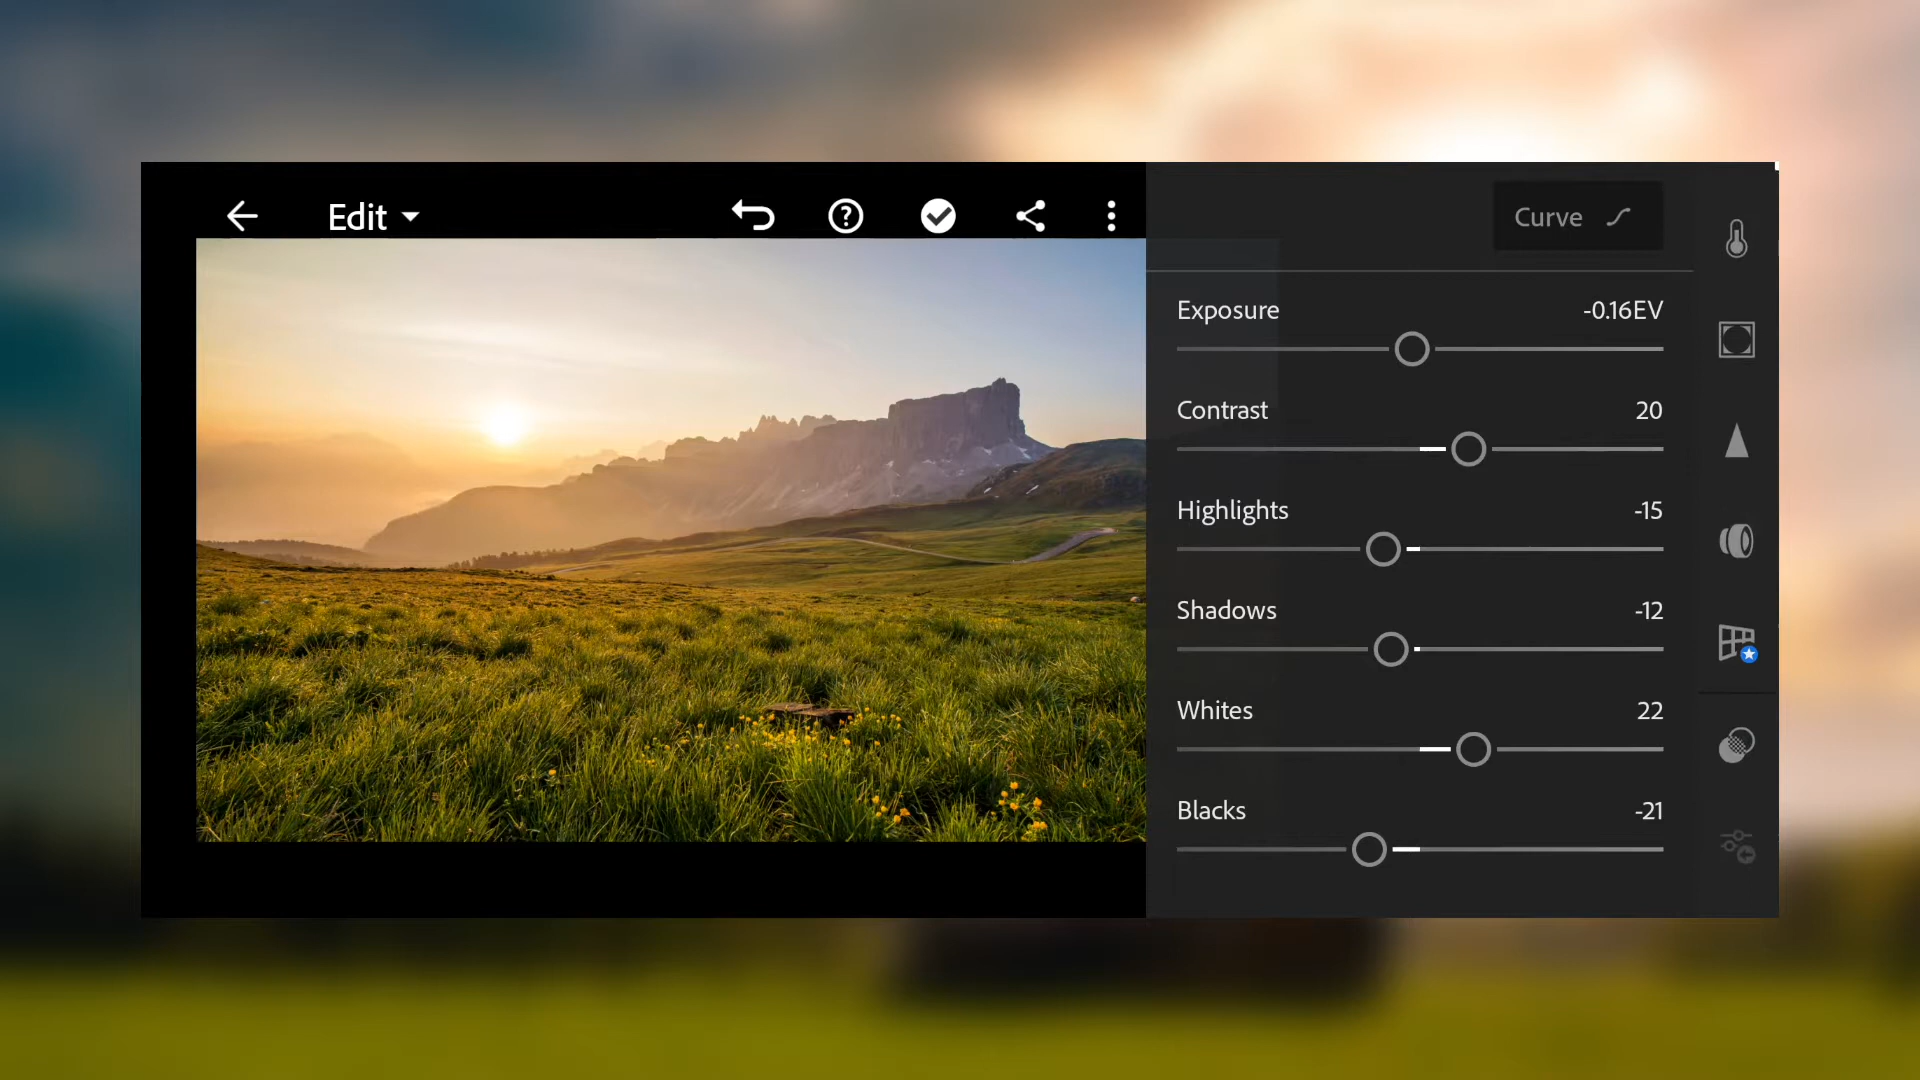 Edit
Curve
Exposure -0.16EV
Contrast 20
Highlights -15
Shadows -12
Whites 22
Blacks -21